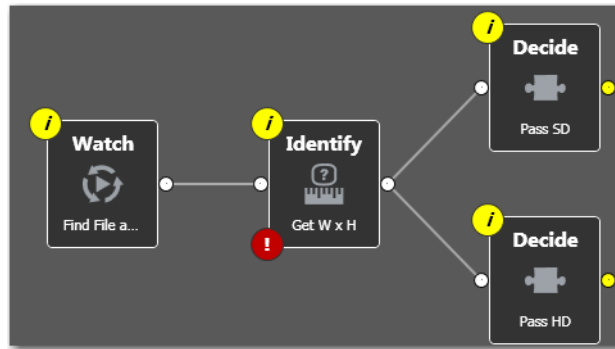 i
Decide
Pass SD
i
Watch
Find File a...
i
Identify
?
Get W x H
!
i
Decide
Pass HD